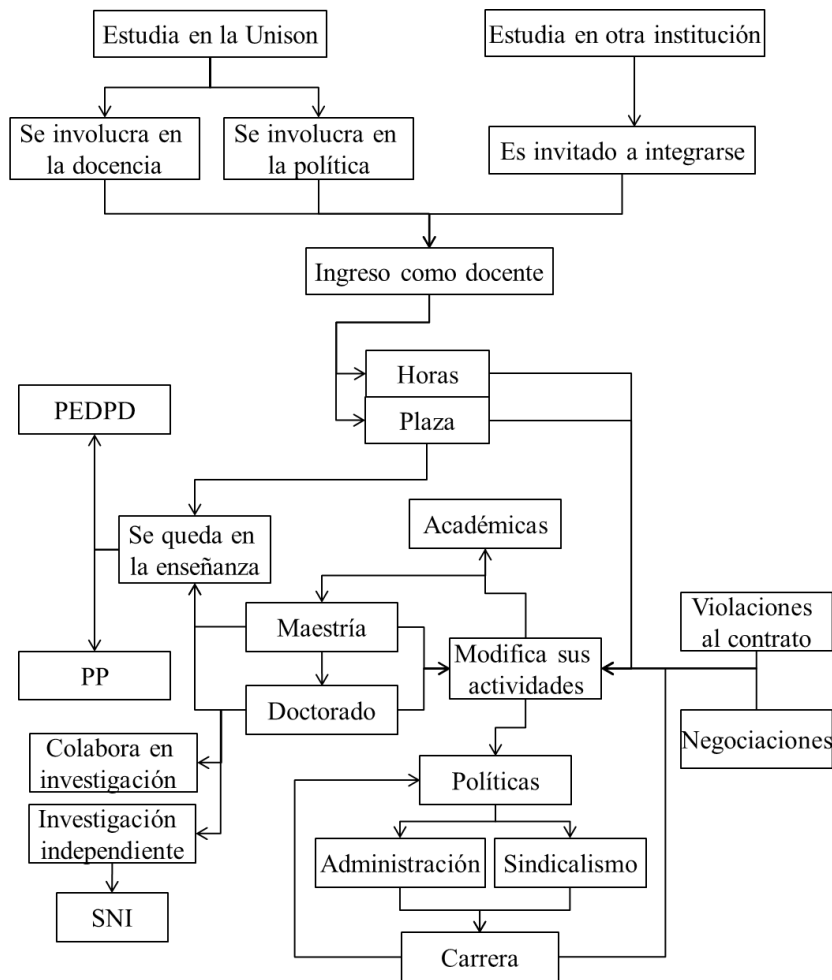 Estudia en la Unison
Estudia en otra institución
Se involucra en
la docencia
Se involucra en
la política
Es invitado a integrarse
Ingreso como docente
Horas
Plaza
PEDPD
Se queda en
la enseñanza
Académicas
Maestría
Modifica sus
actividades
Violaciones
al contrato
PP
Doctorado
Negociaciones
Colabora en
investigación
Políticas
Investigación
independiente
Administración
Sindicalismo
SNI
Carrera